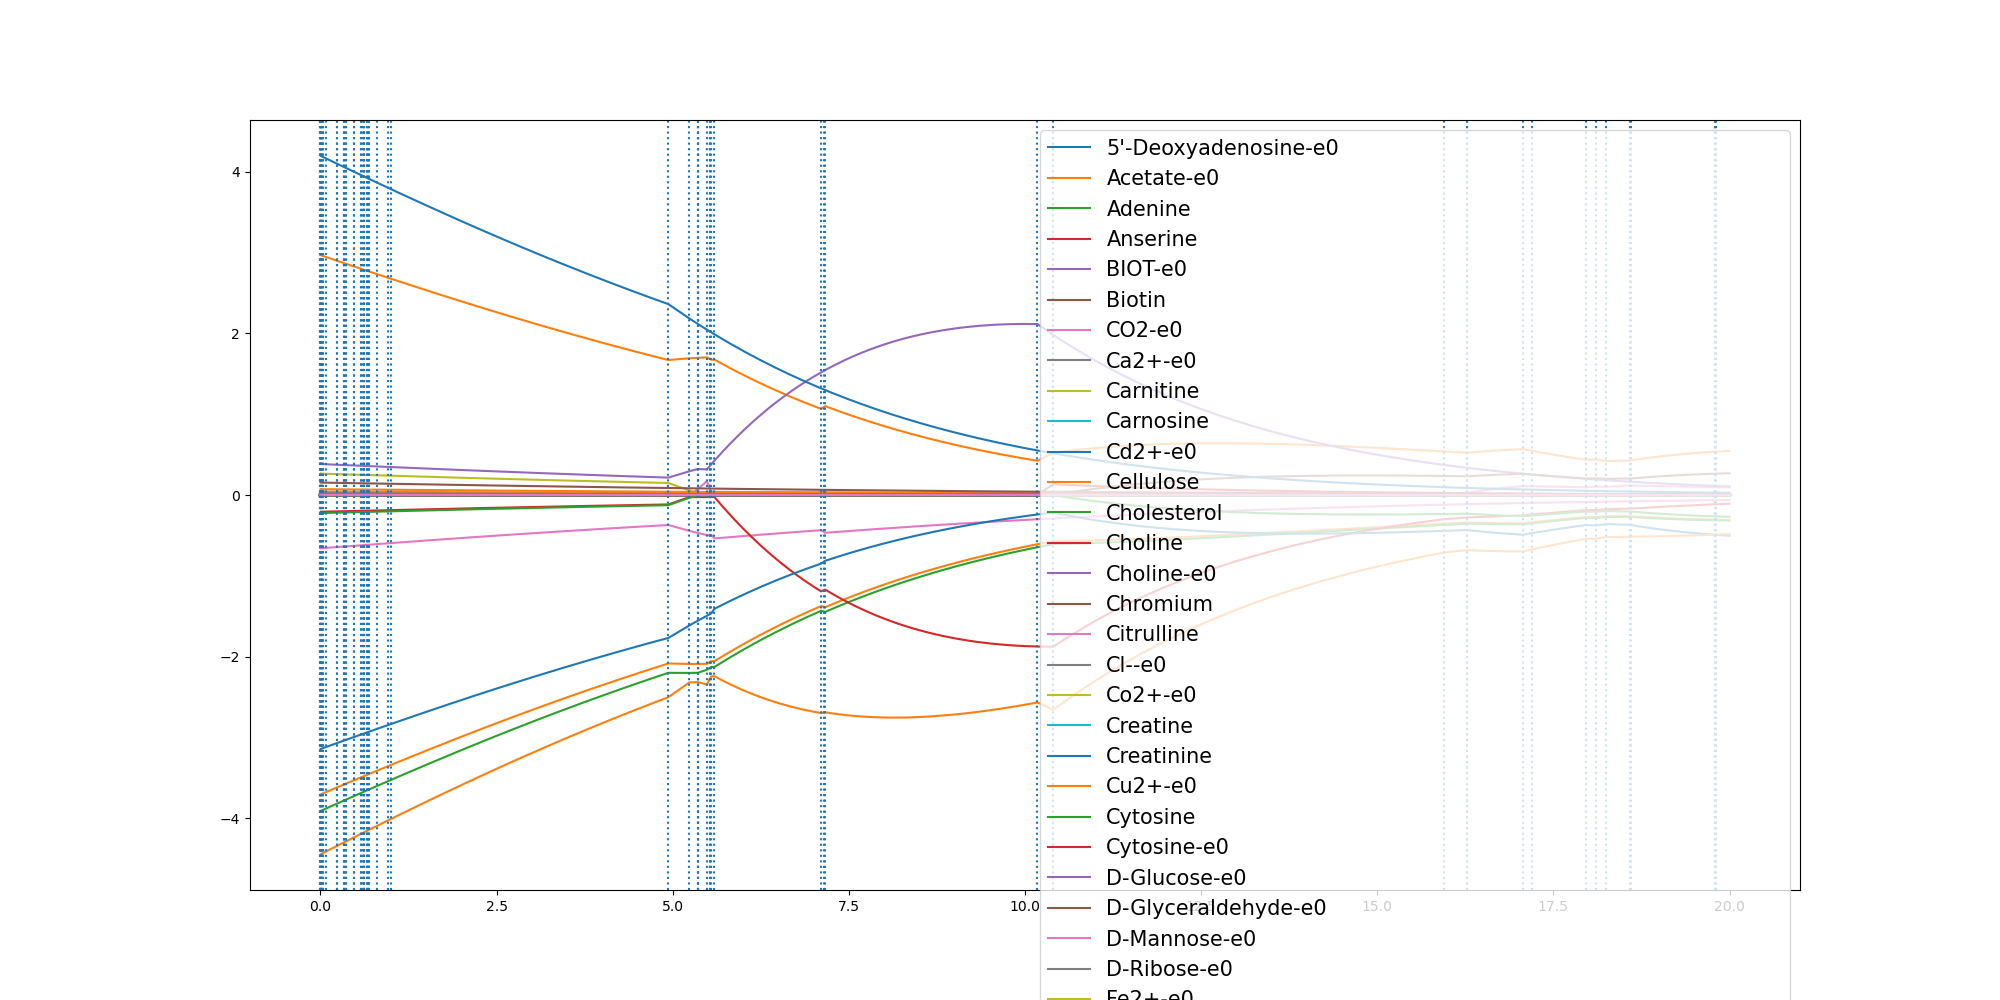 4
2
0
−2
−4
0.0
2.5
5.0
7.5
10.0
15.0
17.5
20.0
5'-Deoxyadenosine-e0
Acetate-e0
Adenine
Anserine
BIOT-e0
Biotin
CO2-e0
Ca2+-e0
Carnitine
Carnosine
Cd2+-e0
Cellulose
Cholesterol
Choline
Choline-e0
Chromium
Citrulline
Cl--e0
Co2+-e0
Creatine
Creatinine
Cu2+-e0
Cytosine
Cytosine-e0
D-Glucose-e0
D-Glyceraldehyde-e0
D-Mannose-e0
D-Ribose-e0
Fe2+-e0